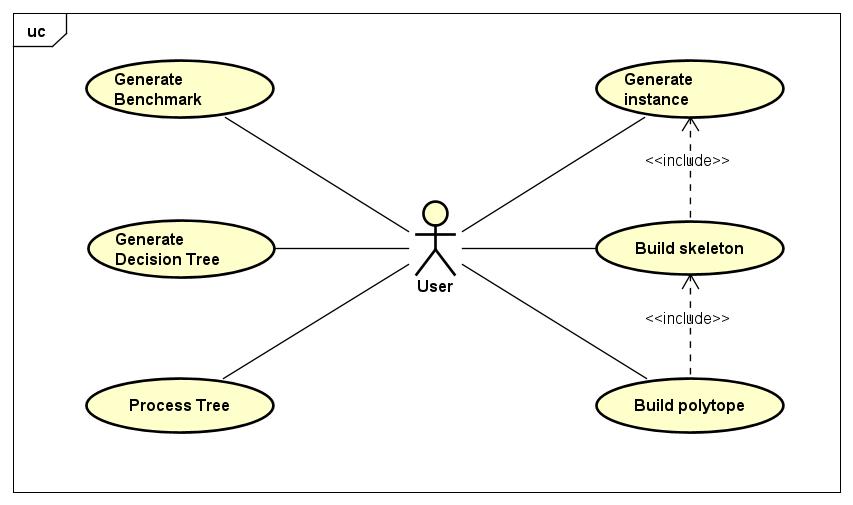 uc
Generate
Benchmark
Generate
instance
<<include>>
Generate
Decision Tree
Build skeleton
User
<<include>>
Process Tree
Build polytope